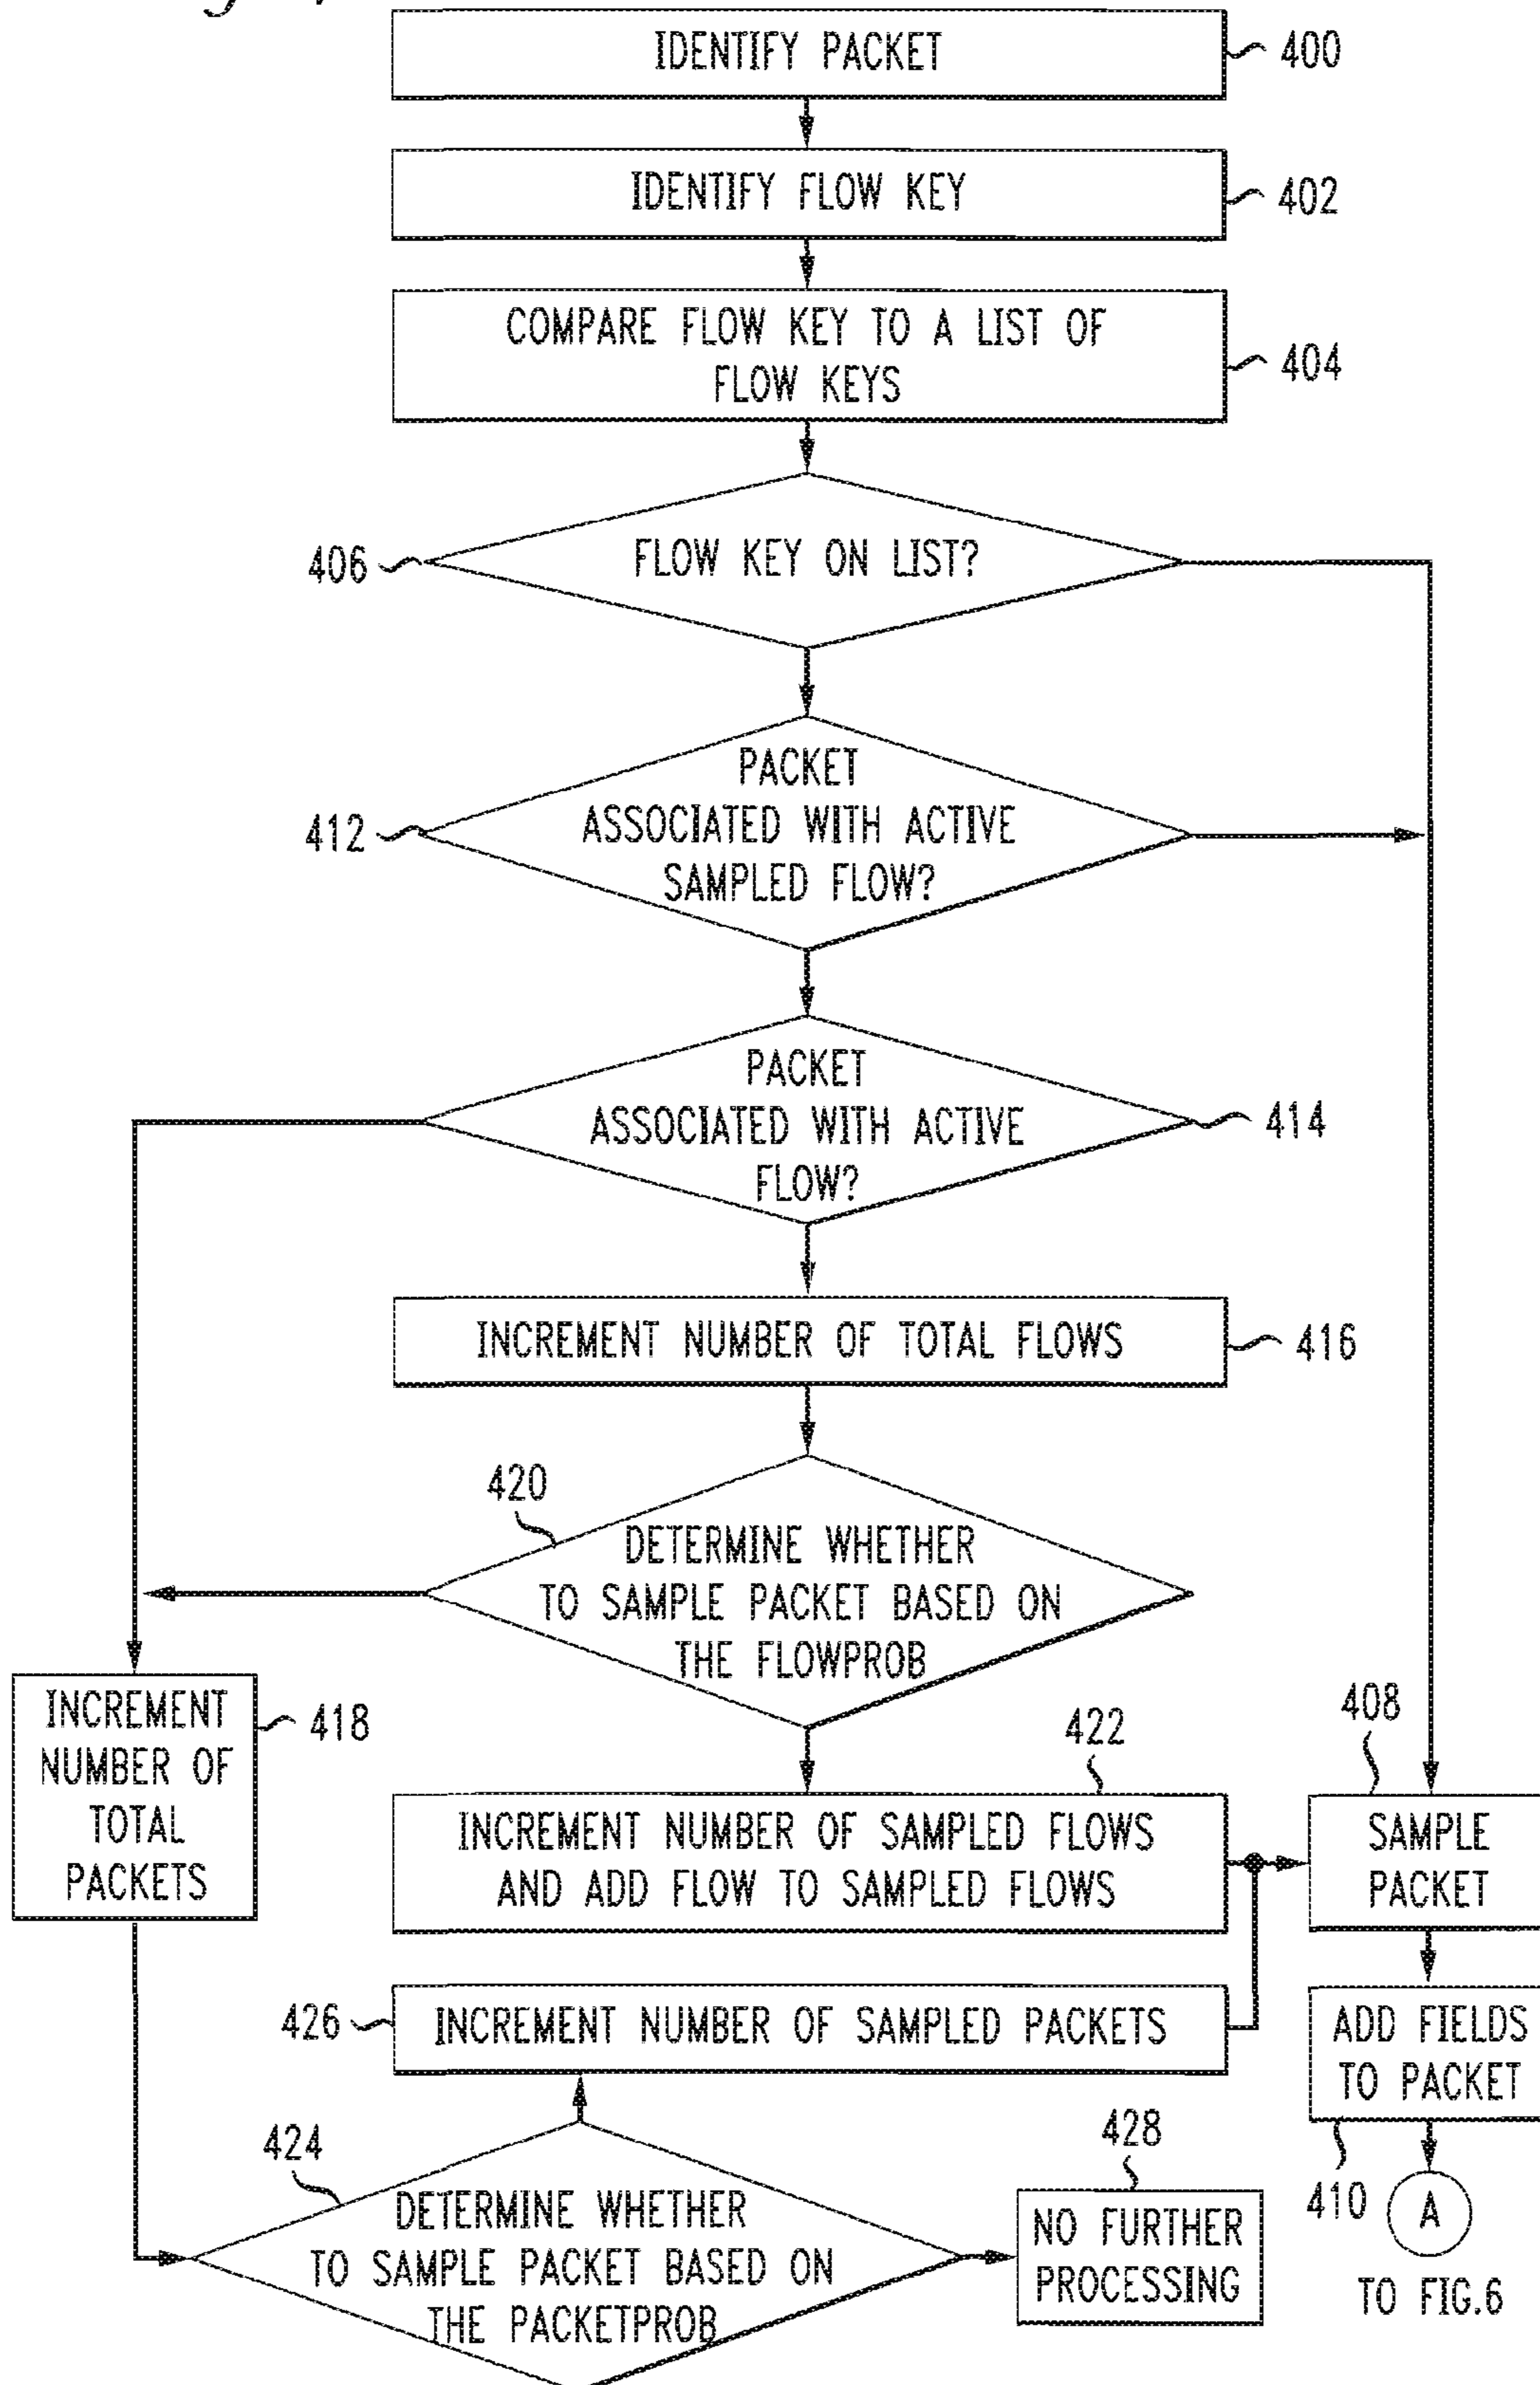 IDENTIFY PACKET
400
IDENTIFY FLOW KEY
402
COMPARE FLOW KEY TO A LIST OF
FLOW KEYS
404
406
FLOW KEY ON LIST?
412
PACKET
ASSOCIATED WITH ACTIVE
SAMPLED FLOW?
PACKET
ASSOCIATED WITH ACTIVE
FLOW?
414
INCREMENT NUMBER OF TOTAL FLOWS
416
420
DETERMINE WHETHER
TO SAMPLE PACKET BASED ON
THE FLOWPROB
INCREMENT
NUMBER OF
TOTAL
PACKETS
418
422
INCREMENT NUMBER OF SAMPLED FLOWS
AND ADD FLOW TO SAMPLED FLOWS
408
SAMPLE
PACKET
426
INCREMENT NUMBER OF SAMPLED PACKETS
ADD FIELDS
TO PACKET
410
A
TO FIG.6
424
DETERMINE WHETHER
TO SAMPLE PACKET BASED ON
THE PACKETPROB
428
NO FURTHER
PROCESSING